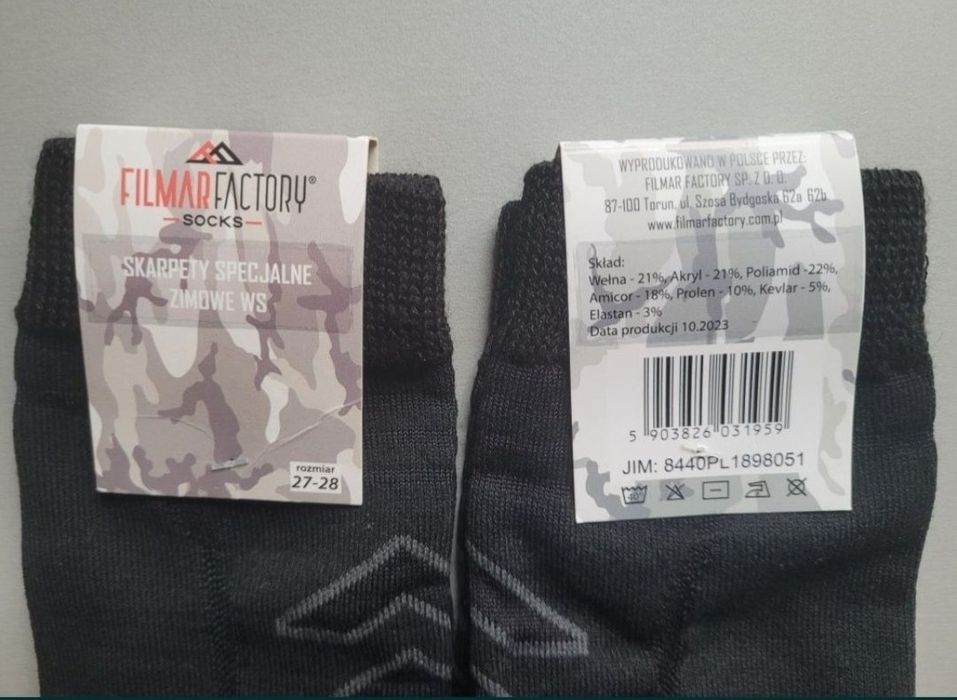 FILMAR FACTORY®
SOCKS
SKARPETY SPECJALNE
ZIMOWE WS
rozmiar
27-28
WYPRODUKOWANO W POLSCE PRZEZ:
FILMAR FACTORY SP. Z O. O.
87-100 Toruń, ul. Szosa Bydgoska 62a 62b
www.filmarfactory.com.pl
Skład:
Wełna - 21%, Akryl - 21%, Poliamid -22%,
Amicor - 18%, Prolen - 10%, Kevlar - 5%,
Elastan - 3%
Data produkcji 10.2023
5 903826 031959
JIM: 8440PL1898051
40°